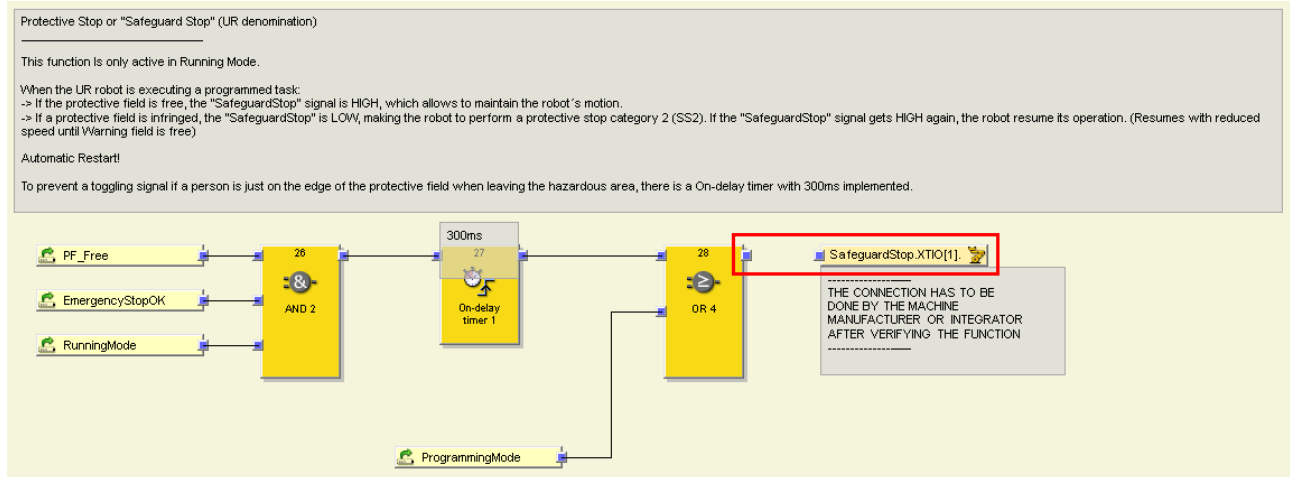 Protective Stop or "Safeguard Stop" (UR denomination)
This function Is only active in Running Mode.
When the UR robot is executing a programmed task:
-> If the protective field is free, the "SafeguardStop" signal is HIGH, which allows to maintain the robot´s motion.
-> If a protective field is infringed, the "SafeguardStop" is LOW, making the robot to perform a protective stop category 2 (SS2). If the "SafeguardStop" signal gets HIGH again, the robot resume its operation. (Resumes with reduced
speed until Warning field is free)
Automatic Restart!
To prevent a toggling signal if a person is just on the edge of the protective field when leaving the hazardous area, there is a On-delay timer with 300ms implemented.
300ms
PF_Free
26
27
28
SafeguardStop.XTIO[1].
&
≥
AND 2
On-delay
timer 1
OR 4
EmergencyStopOK
RunningMode
THE CONNECTION HAS TO BE
DONE BY THE MACHINE
MANUFACTURER OR INTEGRATOR
AFTER VERIFYING THE FUNCTION
ProgrammingMode